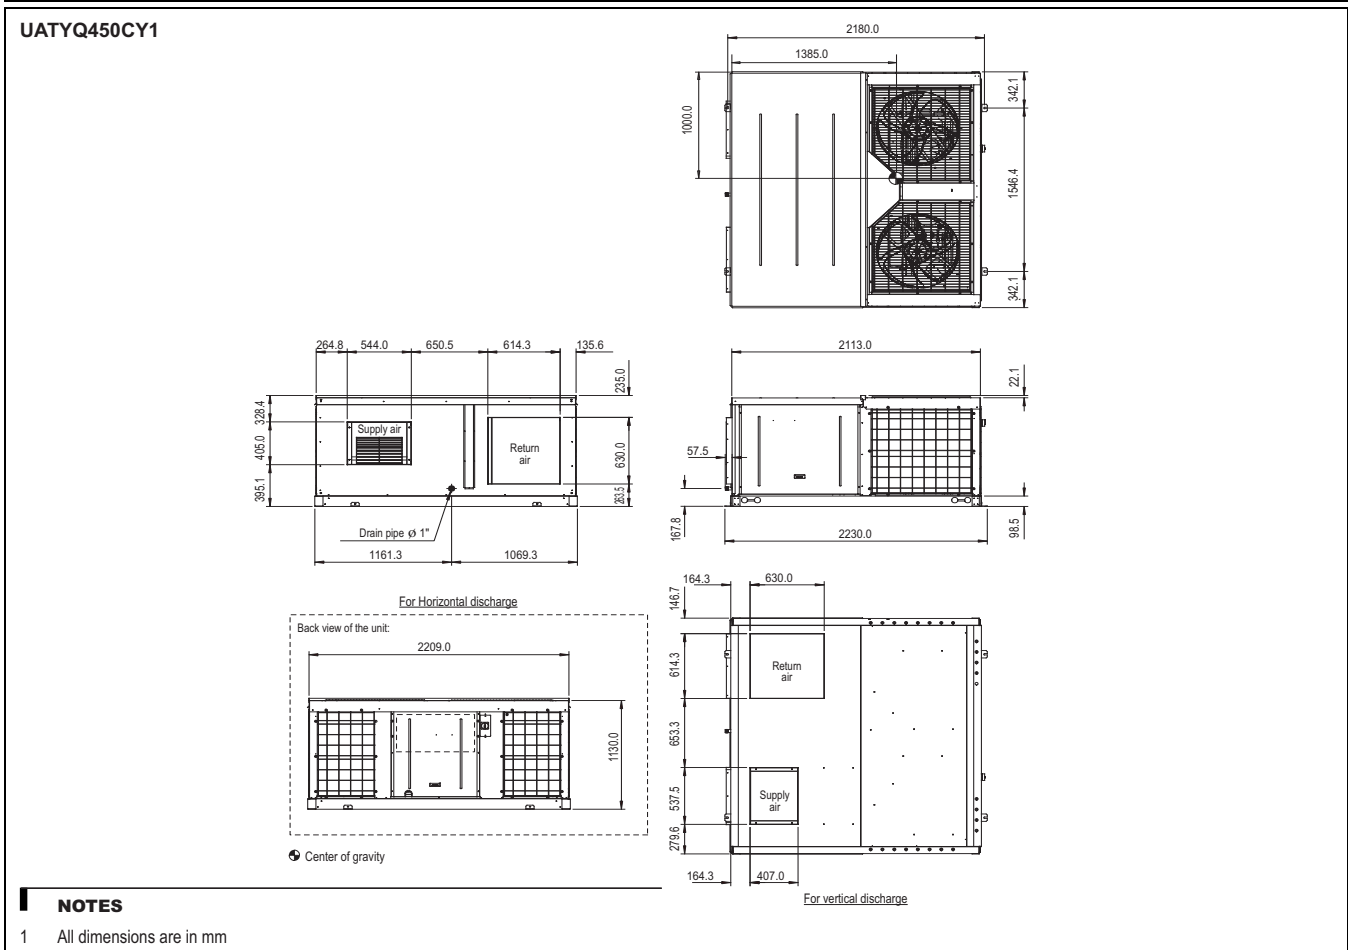 UATYQ450CY1
2180.0
1385.0
1000.0
342.1
1546.4
342.1
264.8 544.0 650.5 614.3 135.6
235.0
328.4
405.0
395.1
Supply air
Return
air
630.0
263.5
Drain pipe ø 1"
1161.3 1069.3
For Horizontal discharge
2113.0
22.1
57.5
167.8
98.5
2230.0
Back view of the unit:
2209.0
1130.0
Center of gravity
164.3 630.0
146.7
614.3
653.3
537.5
279.6
Return
air
Supply
air
164.3 407.0
For vertical discharge
NOTES
1 All dimensions are in mm